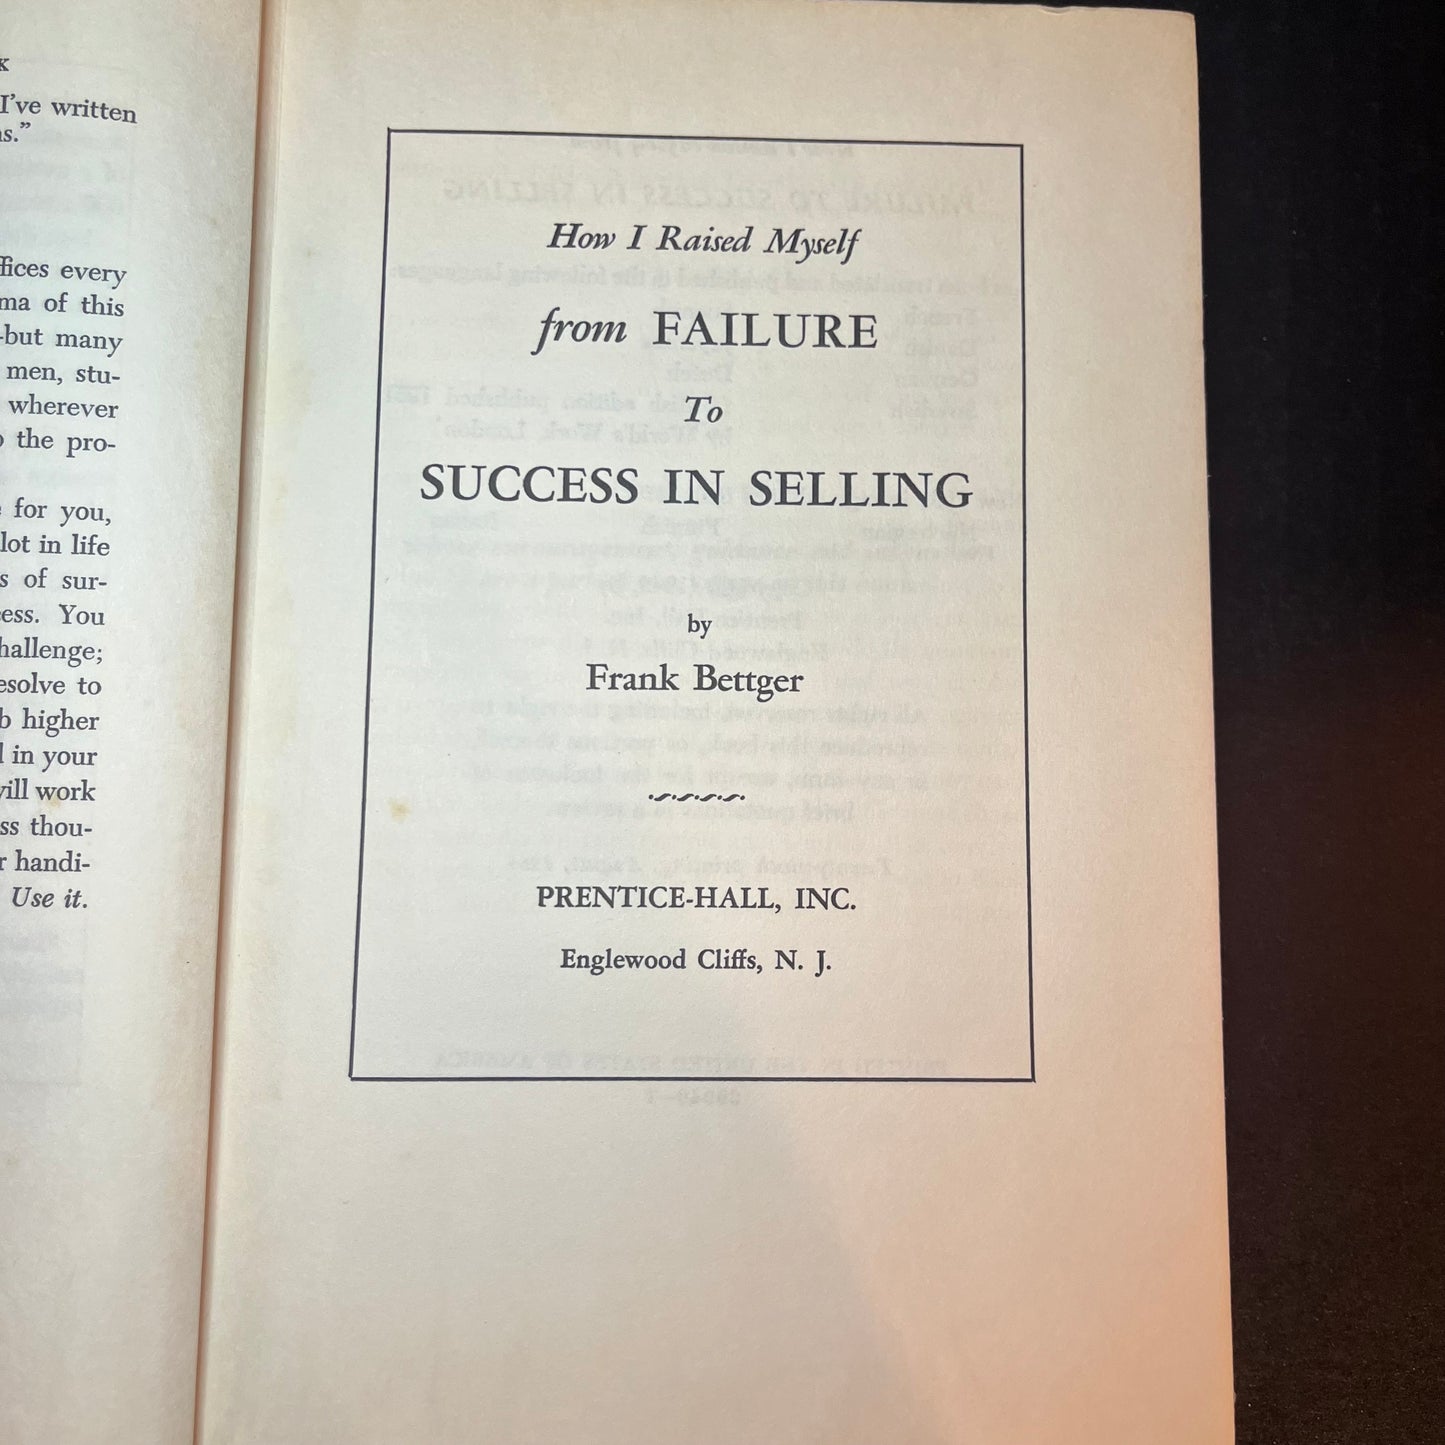 I've written
ffices every
ma of this
-but many
men, stu-
wherever
the pro-
for you,
lot in life
s of sur-
ess. You
hallenge;
esolve to
b higher
in your
will work
ss thou-
r handi-
Use it.
How I Raised Myself
from FAILURE
To
SUCCESS IN SELLING
by
Frank Bettger
PRENTICE-HALL, INC.
Englewood Cliffs, N. J.